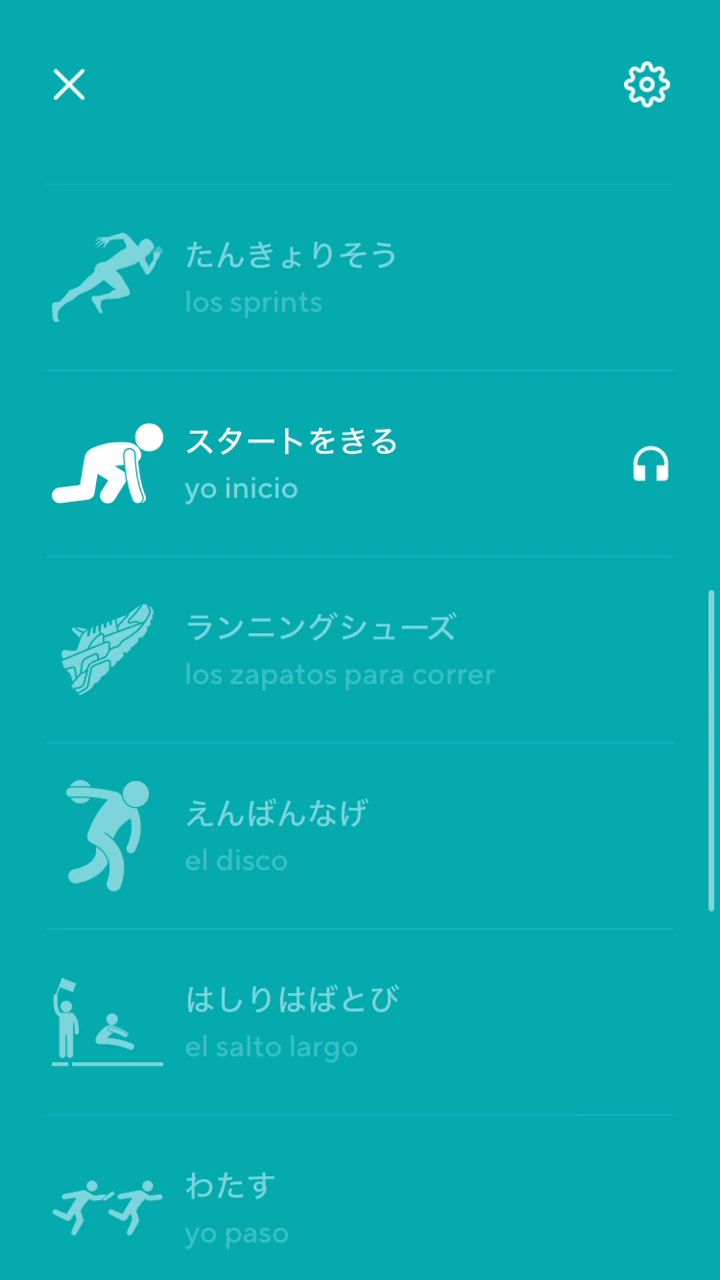 たんきょりそう
los sprints
スタートをきる
yo inicio
ランニングシューズ
los zapatos para correr
えんばんなげ
el disco
はしりはばとび
el salto largo
わたす
yo paso